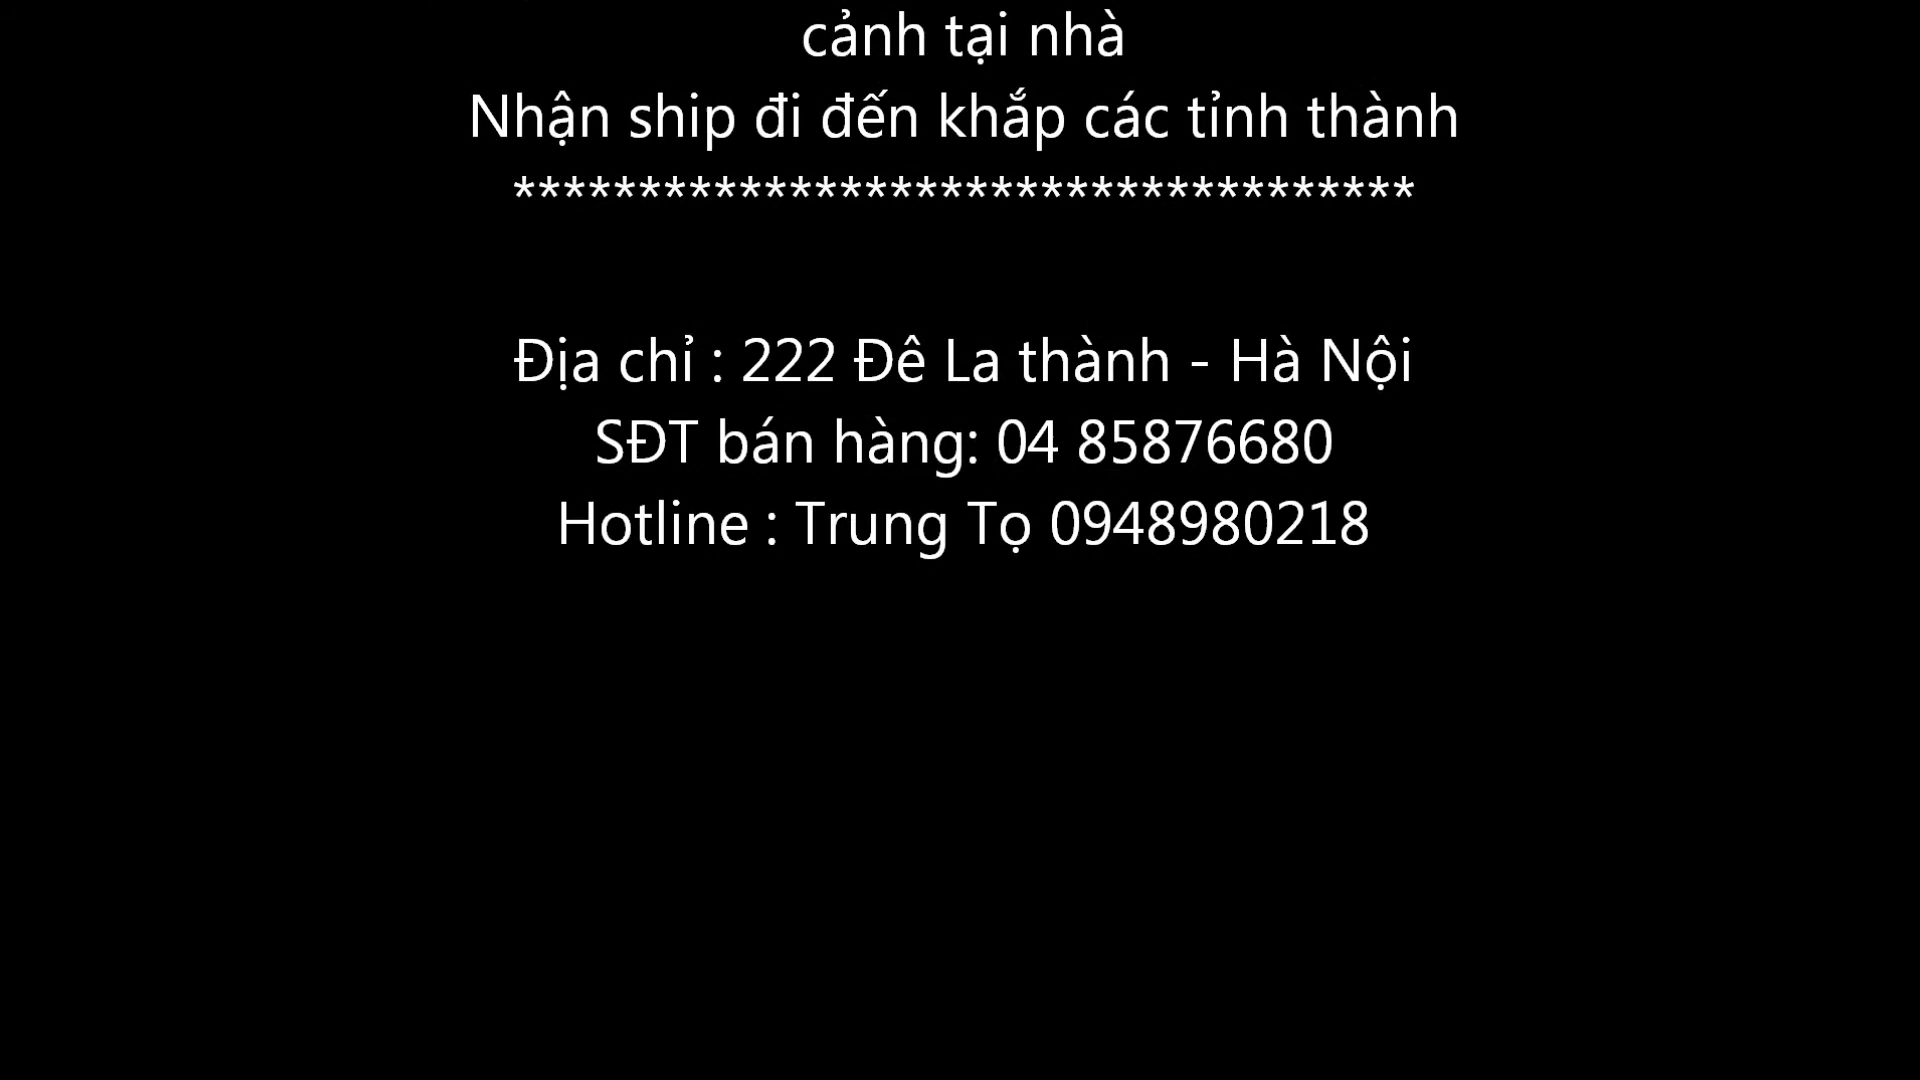 cảnh tại nhà
Nhận ship đi đến khắp các tỉnh thành
************************************
Địa chỉ : 222 Đê La thành - Hà Nội
SĐT bán hàng: 04 85876680
Hotline : Trung Tọ 0948980218